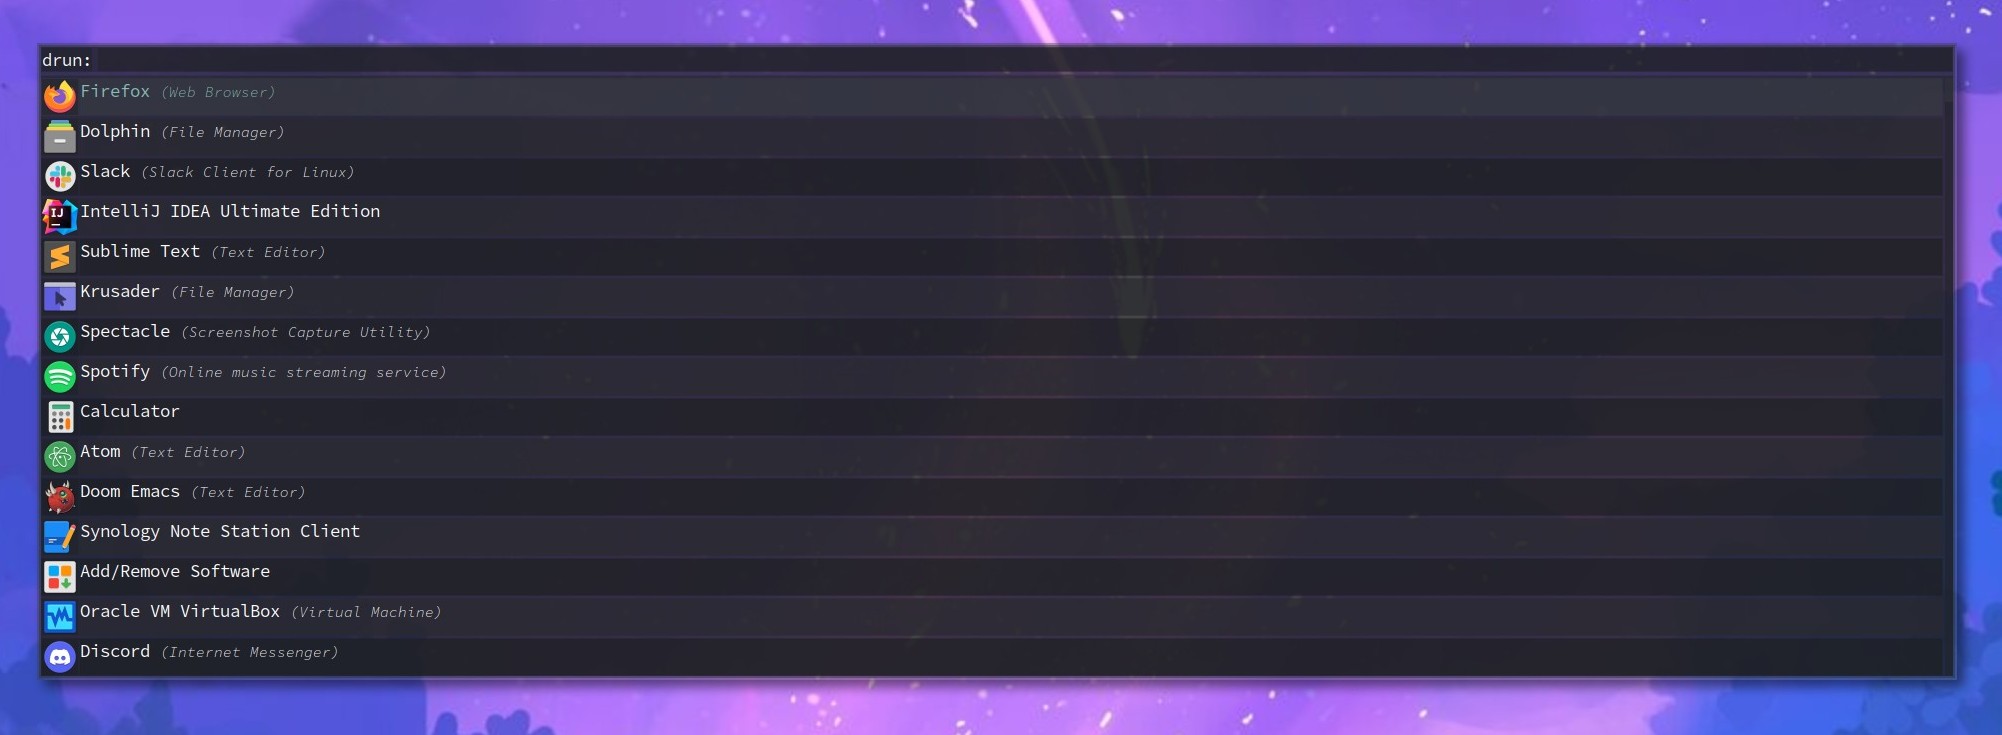 drun:
Firefox (Web Browser)
Dolphin (File Manager)
Slack (Slack Client for Linux)
IJ IntelliJ IDEA Ultimate Edition
Sublime Text (Text Editor)
Krusader (File Manager)
Spectacle (Screenshot Capture Utility)
Spotify (Online music streaming service)
Calculator
Atom (Text Editor)
Doom Emacs (Text Editor)
Synology Note Station Client
Add/Remove Software
Oracle VM VirtualBox (Virtual Machine)
Discord (Internet Messenger)